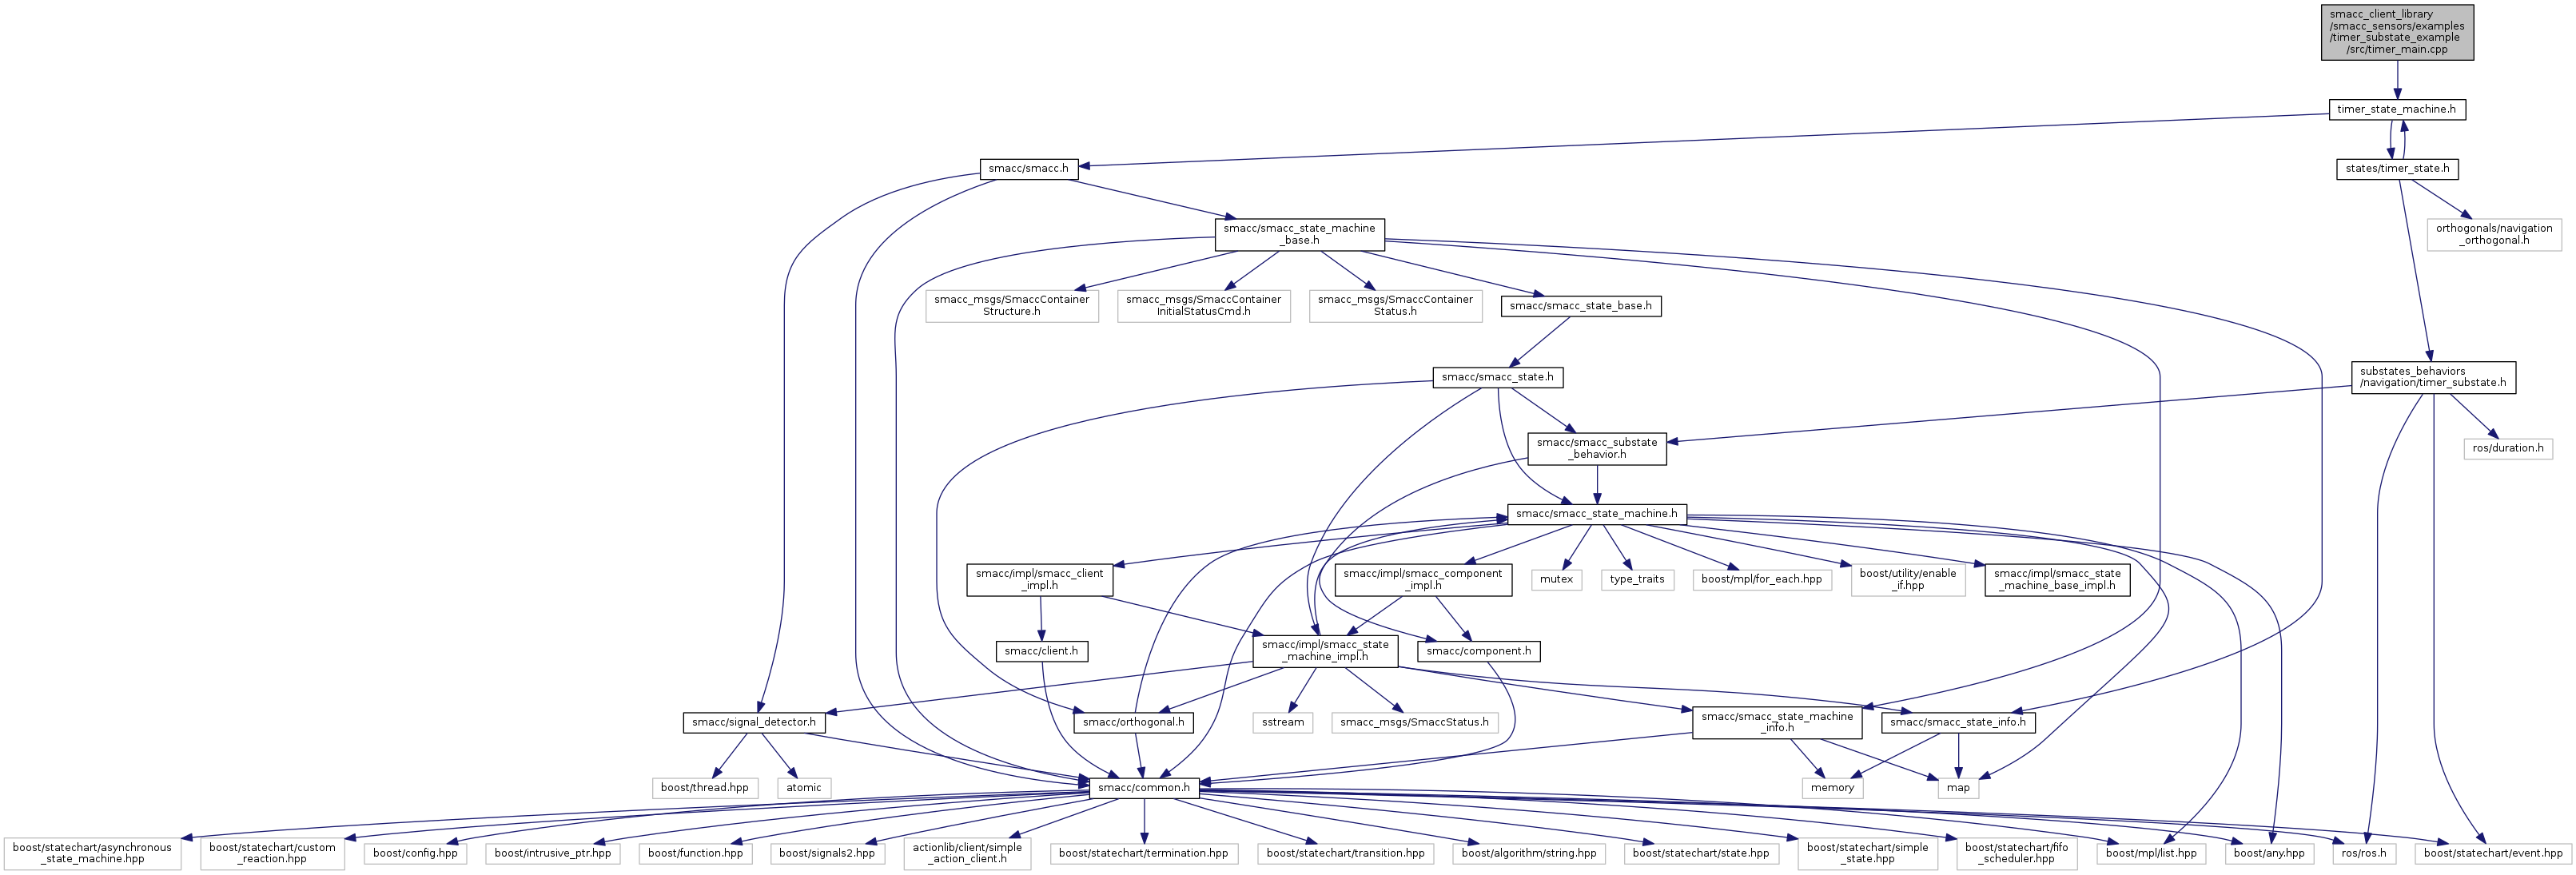 smacc_client_library
/smacc_sensors/examples
/timer_substate_example
/src/timer_main.cpp
timer_state_machine.h
smacc/smacc.h
states/timer_state.h
smacc/smacc_state_machine
_base.h
orthogonals/navigation
_orthogonal.h
smacc_msgs/SmaccContainer
Structure.h
smacc_msgs/SmaccContainer
InitialStatusCmd.h
smacc_msgs/SmaccContainer
Status.h
smacc/smacc_state_base.h
smacc/smacc_state.h
substates_behaviors
/navigation/timer_substate.h
smacc/smacc_substate
_behavior.h
ros/duration.h
smacc/smacc_state_machine.h
smacc/impl/smacc_client
_impl.h
smacc/impl/smacc_component
_impl.h
mutex
type_traits
boost/mpl/for_each.hpp
boost/utility/enable
_if.hpp
smacc/impl/smacc_state
_machine_base_impl.h
smacc/client.h
smacc/impl/smacc_state
_machine_impl.h
smacc/component.h
smacc/signal_detector.h
smacc/orthogonal.h
sstream
smacc_msgs/SmaccStatus.h
smacc/smacc_state_machine
_info.h
smacc/smacc_state_info.h
boost/thread.hpp
atomic
smacc/common.h
memory
map
boost/statechart/asynchronous
_state_machine.hpp
boost/statechart/custom
_reaction.hpp
boost/config.hpp
boost/intrusive_ptr.hpp
boost/function.hpp
boost/signals2.hpp
actionlib/client/simple
_action_client.h
boost/statechart/termination.hpp
boost/statechart/transition.hpp
boost/algorithm/string.hpp
boost/statechart/state.hpp
boost/statechart/simple
_state.hpp
boost/statechart/fifo
_scheduler.hpp
boost/mpl/list.hpp
boost/any.hpp
ros/ros.h
boost/statechart/event.hpp